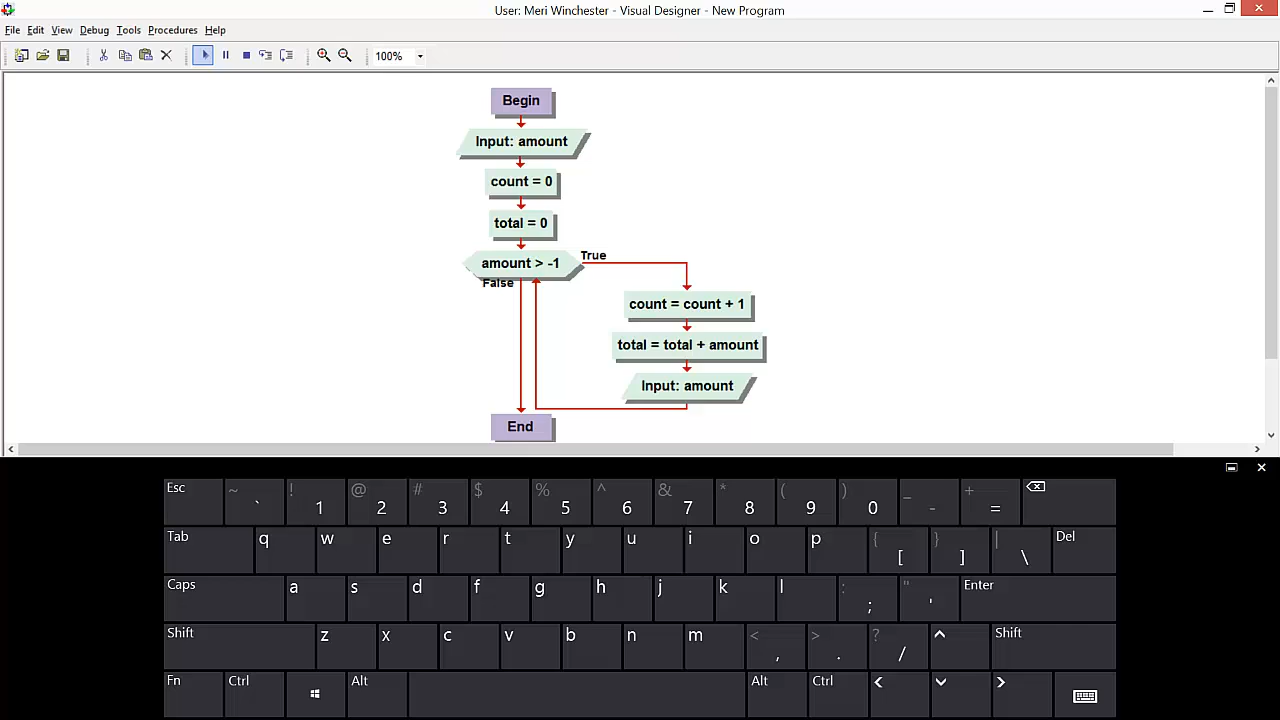 User: Meri Winchester - Visual Designer - New Program
File Edit View Debug Tools Procedures Help
100%
Begin
Input: amount
count = 0
total = 0
amount > -1
True
False
count = count + 1
total = total + amount
Input: amount
End
Esc ~ ` ! 1 @ 2 # 3 $ 4 % 5 ^ 6 & 7 * 8 ( 9 ) 0 _ - + =
Tab q w e r t y u i o p { [ } ] | \ Del
Caps a s d f g h j k l : ; " ' Enter
Shift z x c v b n m < , > . ? / Shift
Fn Ctrl Alt Alt Ctrl